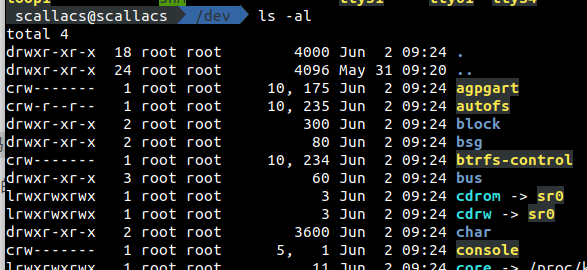 loop1 shm tty31 tty61 tty94
scallacs@scallacs /dev ls -al
total 4
drwxr-xr-x 18 root root 4000 Jun 2 09:24 .
drwxr-xr-x 24 root root 4096 May 31 09:20 ..
crw------- 1 root root 10, 175 Jun 2 09:24 agpgart
crw-r--r-- 1 root root 10, 235 Jun 2 09:24 autofs
drwxr-xr-x 2 root root 300 Jun 2 09:24 block
drwxr-xr-x 2 root root 80 Jun 2 09:24 bsg
crw------- 1 root root 10, 234 Jun 2 09:24 btrfs-control
drwxr-xr-x 3 root root 60 Jun 2 09:24 bus
lrwxrwxrwx 1 root root 3 Jun 2 09:24 cdrom -> sr0
lrwxrwxrwx 1 root root 3 Jun 2 09:24 cdrw -> sr0
drwxr-xr-x 2 root root 3600 Jun 2 09:24 char
crw------- 1 root root 5, 1 Jun 2 09:24 console
lrwxrwxrwx 1 root root 11 Jun 2 09:24 core -> /proc/k